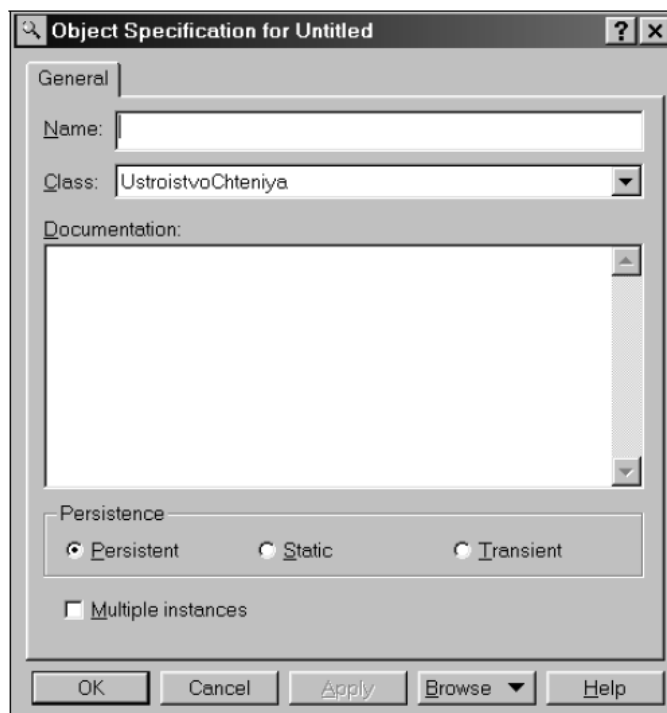 Object Specification for Untitled
General
Name:
Class: UstroistvoChteniya
Documentation:
Persistence
Persistent Static Transient
Multiple instances
OK Cancel Apply Browse Help